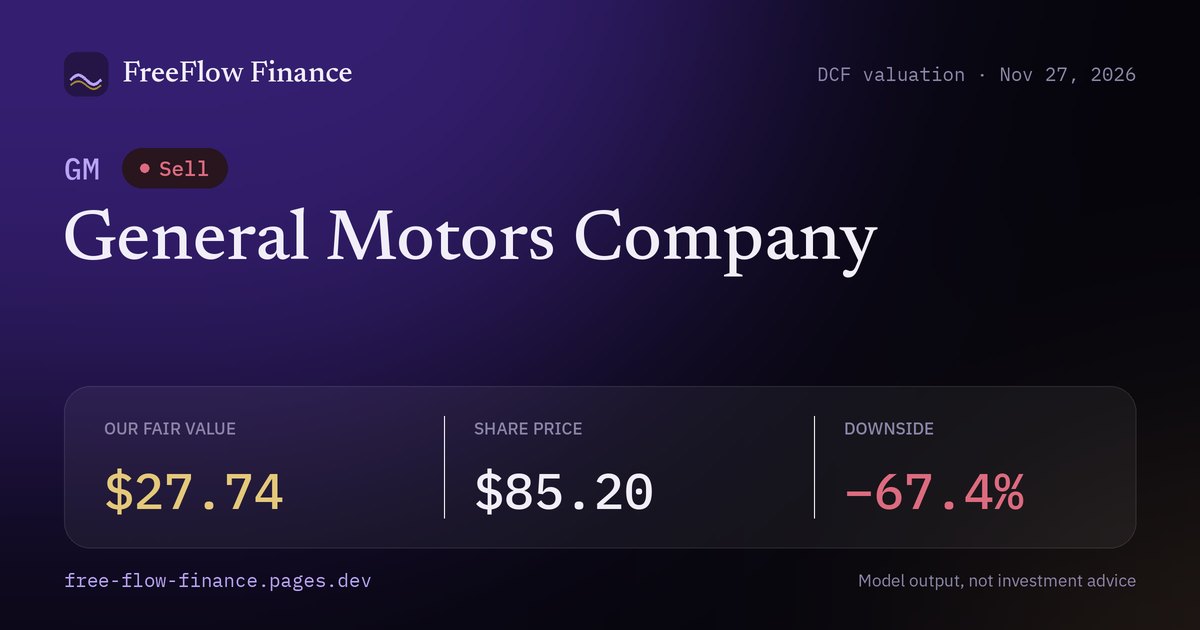 FreeFlow Finance
DCF valuation · Nov 27, 2026
GM
Sell
General Motors Company
OUR FAIR VALUE
$27.74
SHARE PRICE
$85.20
DOWNSIDE
−67.4%
free-flow-finance.pages.dev
Model output, not investment advice